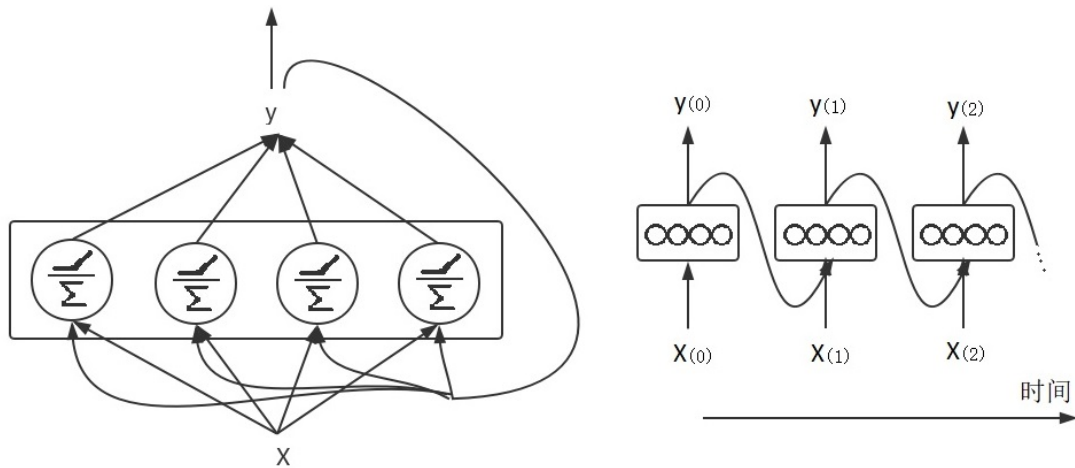 y
Σ Σ Σ Σ
X
y(0) y(1) y(2)
X(0) X(1) X(2)
时间